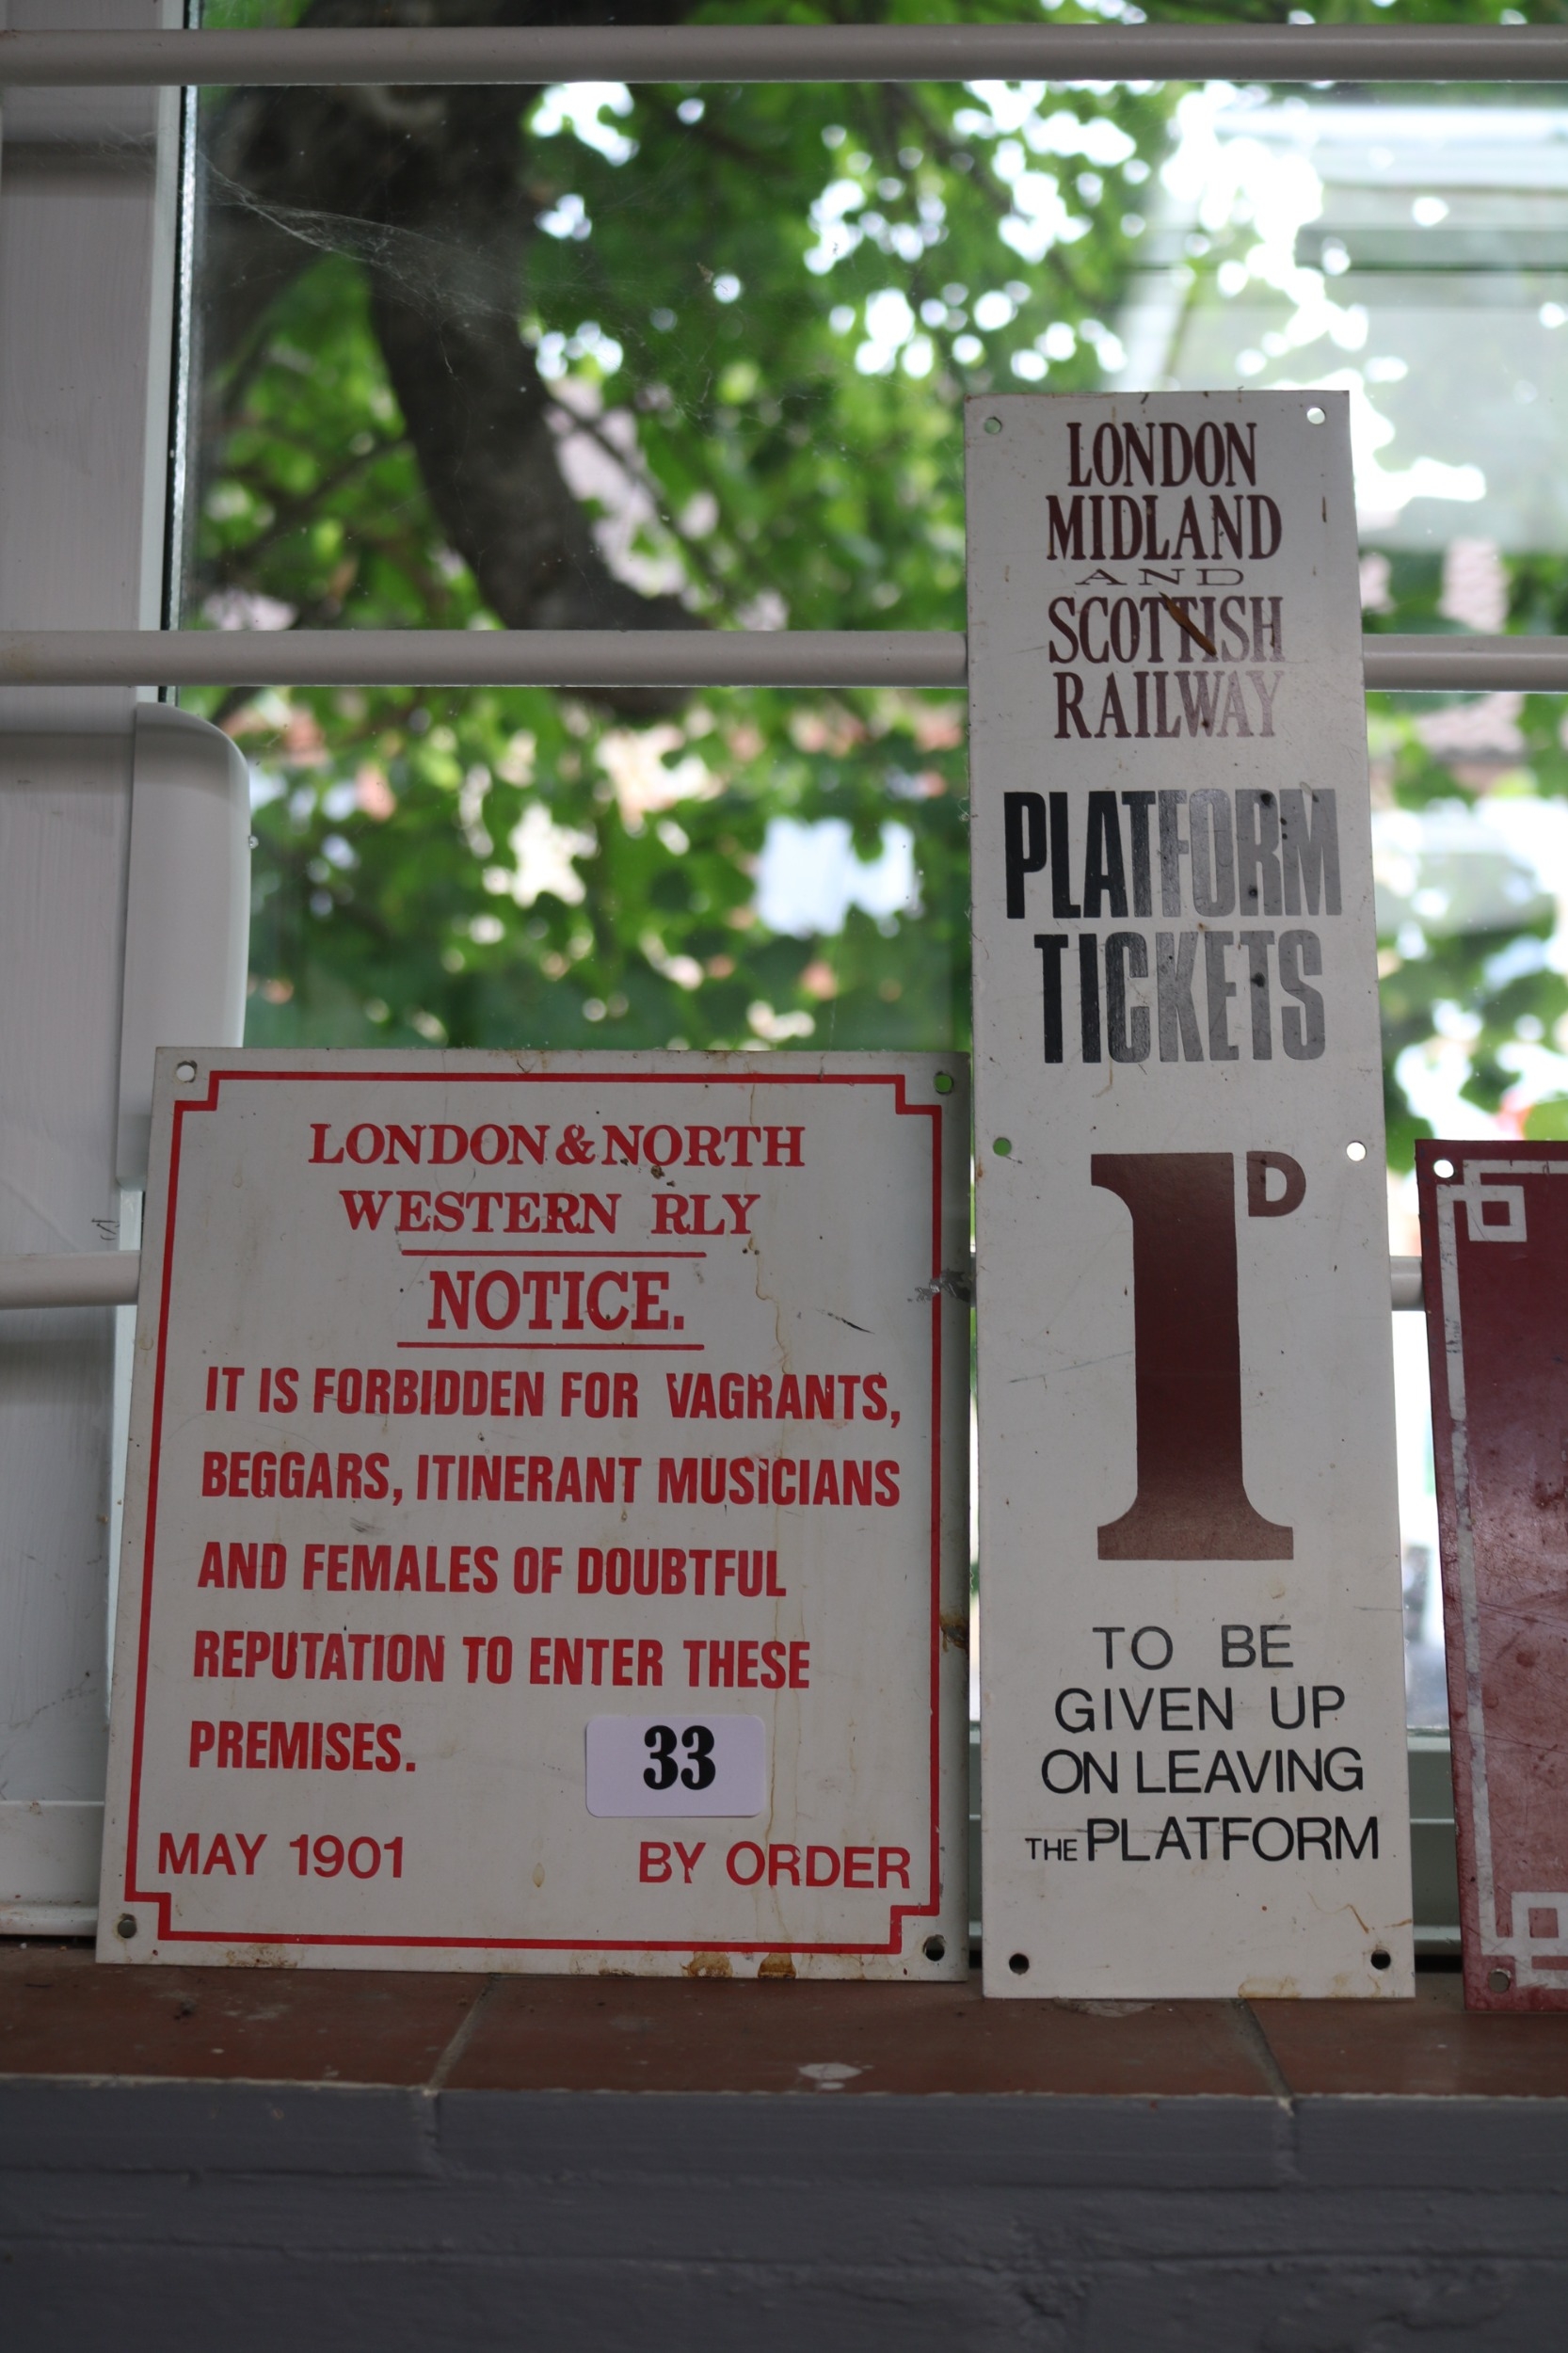 LONDON & NORTH
WESTERN RLY
NOTICE.
IT IS FORBIDDEN FOR VAGRANTS,
BEGGARS, ITINERANT MUSICIANS
AND FEMALES OF DOUBTFUL
REPUTATION TO ENTER THESE
PREMISES.
33
MAY 1901 BY ORDER
LONDON
MIDLAND
AND
SCOTTISH
RAILWAY
PLATFORM
TICKETS
1D
TO BE
GIVEN UP
ON LEAVING
THE PLATFORM